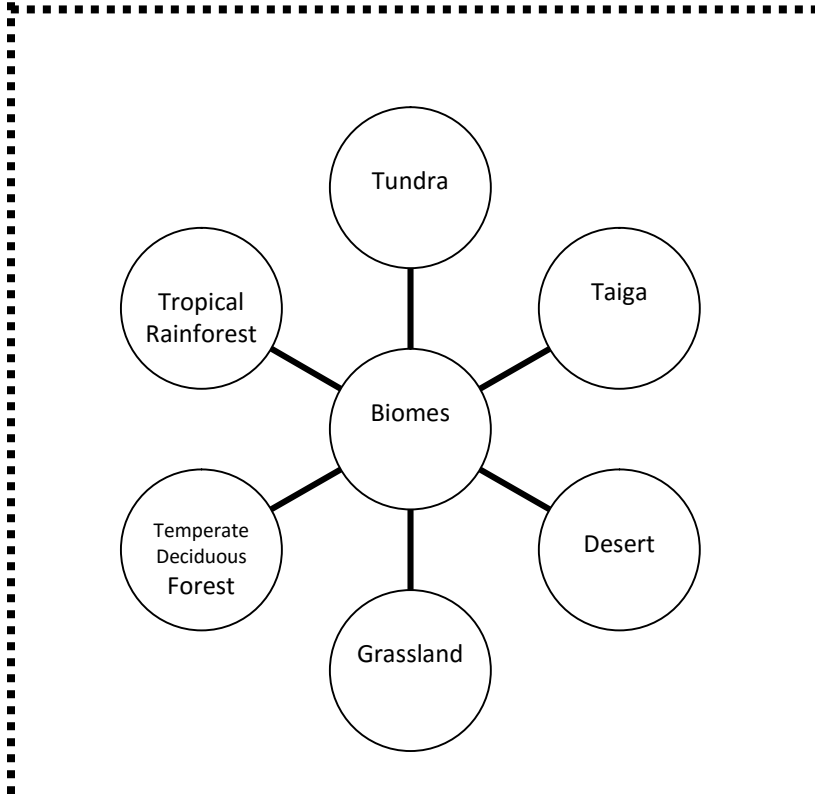 Tundra
Taiga
Tropical
Rainforest
Biomes
Desert
Temperate
Deciduous
Forest
Grassland